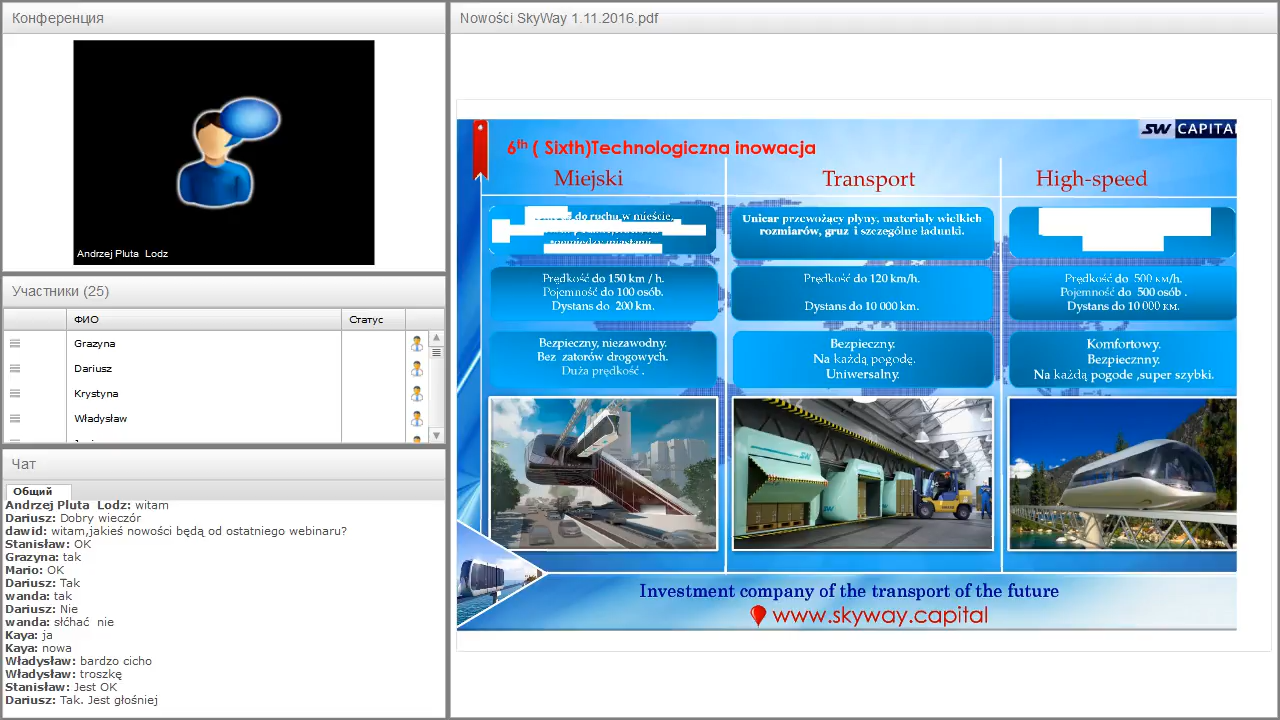 Конференция
Andrzej Pluta Lodz
Участники (25)
ФИО
Статус
Grazyna
Dariusz
Krystyna
Władysław
Чат
Общий
Andrzej Pluta Lodz: witam
Dariusz: Dobry wieczór
dawid: witam,jakieś nowości będą od ostatniego webinaru?
Stanisław: OK
Grazyna: tak
Mario: OK
Dariusz: Tak
wanda: tak
Dariusz: Nie
wanda: słćhać nie
Kaya: ja
Kaya: nowa
Władysław: bardzo cicho
Władysław: troszkę
Stanisław: Jest OK
Dariusz: Tak. Jest głośniej
Nowości SkyWay 1.11.2016.pdf
SW CAPITAL
6th ( Sixth)Technologiczna inowacja
Miejski
do ruchu w mieście,
Prędkość do 150 km / h.
Pojemność do 100 osób.
Dystans do 200 km.
Bezpieczny, niezawodny.
Bez zatorów drogowych.
Duża prędkość .
Transport
Unicar przewożący płyny, materiały wielkich
rozmiarów, gruz i szczególne ładunki.
Prędkość do 120 km/h.
Dystans do 10 000 km.
Bezpieczny.
Na każdą pogodę.
Uniwersalny.
High-speed
Prędkość do 500 км/h.
Pojemność do 500 osób .
Dystans do 10 000 км.
Komfortowy.
Bezpiecznny.
Na każdą pogode ,super szybki.
SW
SW
Investment company of the transport of the future
www.skyway.capital